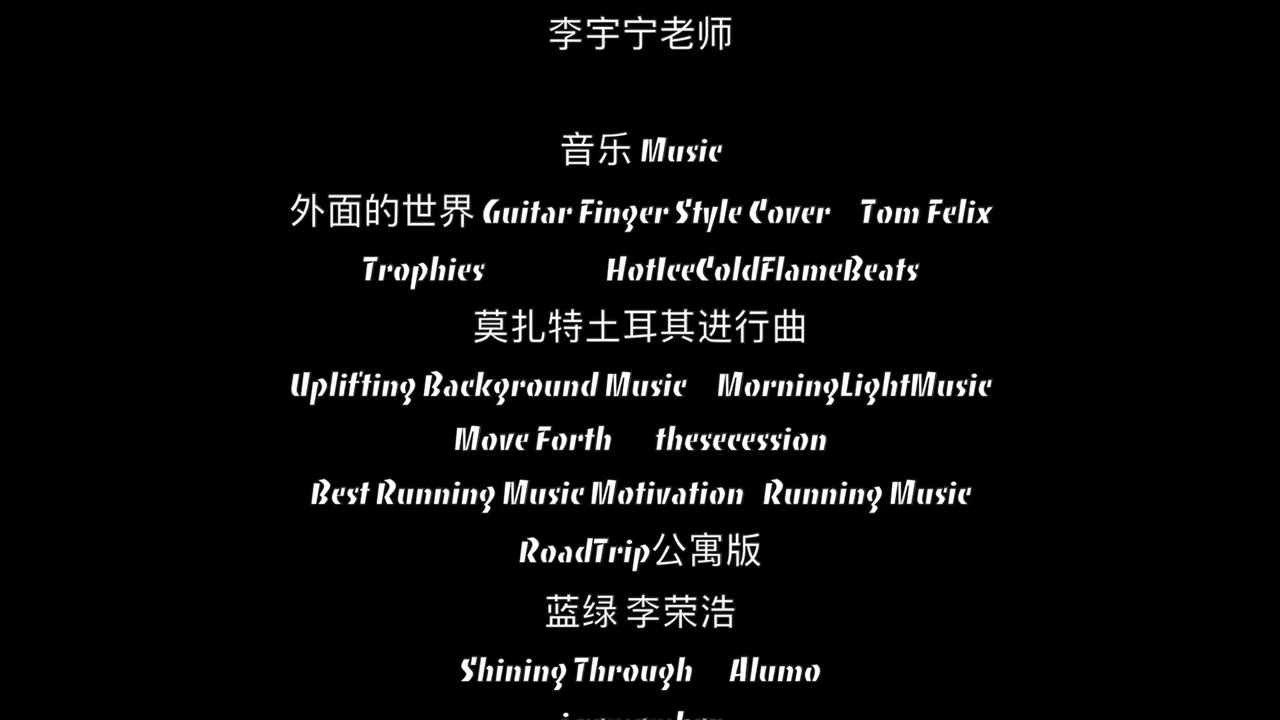 李宇宁老师
音乐 Music
外面的世界 Guitar Finger Style Cover Tom Felix
Trophies HotIceColdFlameBeats
莫扎特土耳其进行曲
Uplifting Background Music MorningLightMusic
Move Forth thesecession
Best Running Music Motivation Running Music
RoadTrip公寓版
蓝绿 李荣浩
Shining Through Alumo